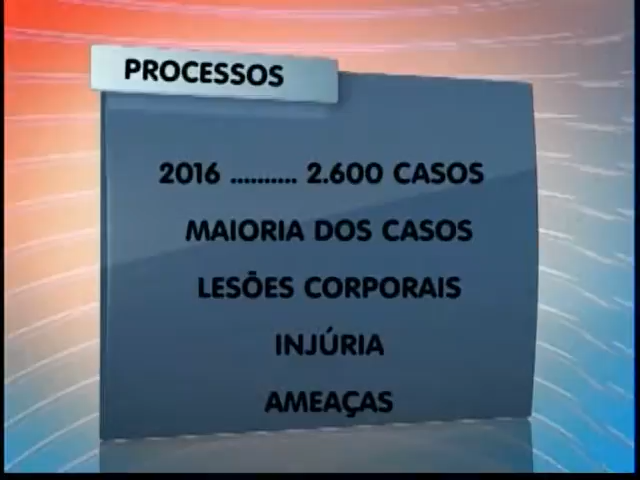 PROCESSOS
2016 .......... 2.600 CASOS
MAIORIA DOS CASOS
LESÕES CORPORAIS
INJÚRIA
AMEAÇAS